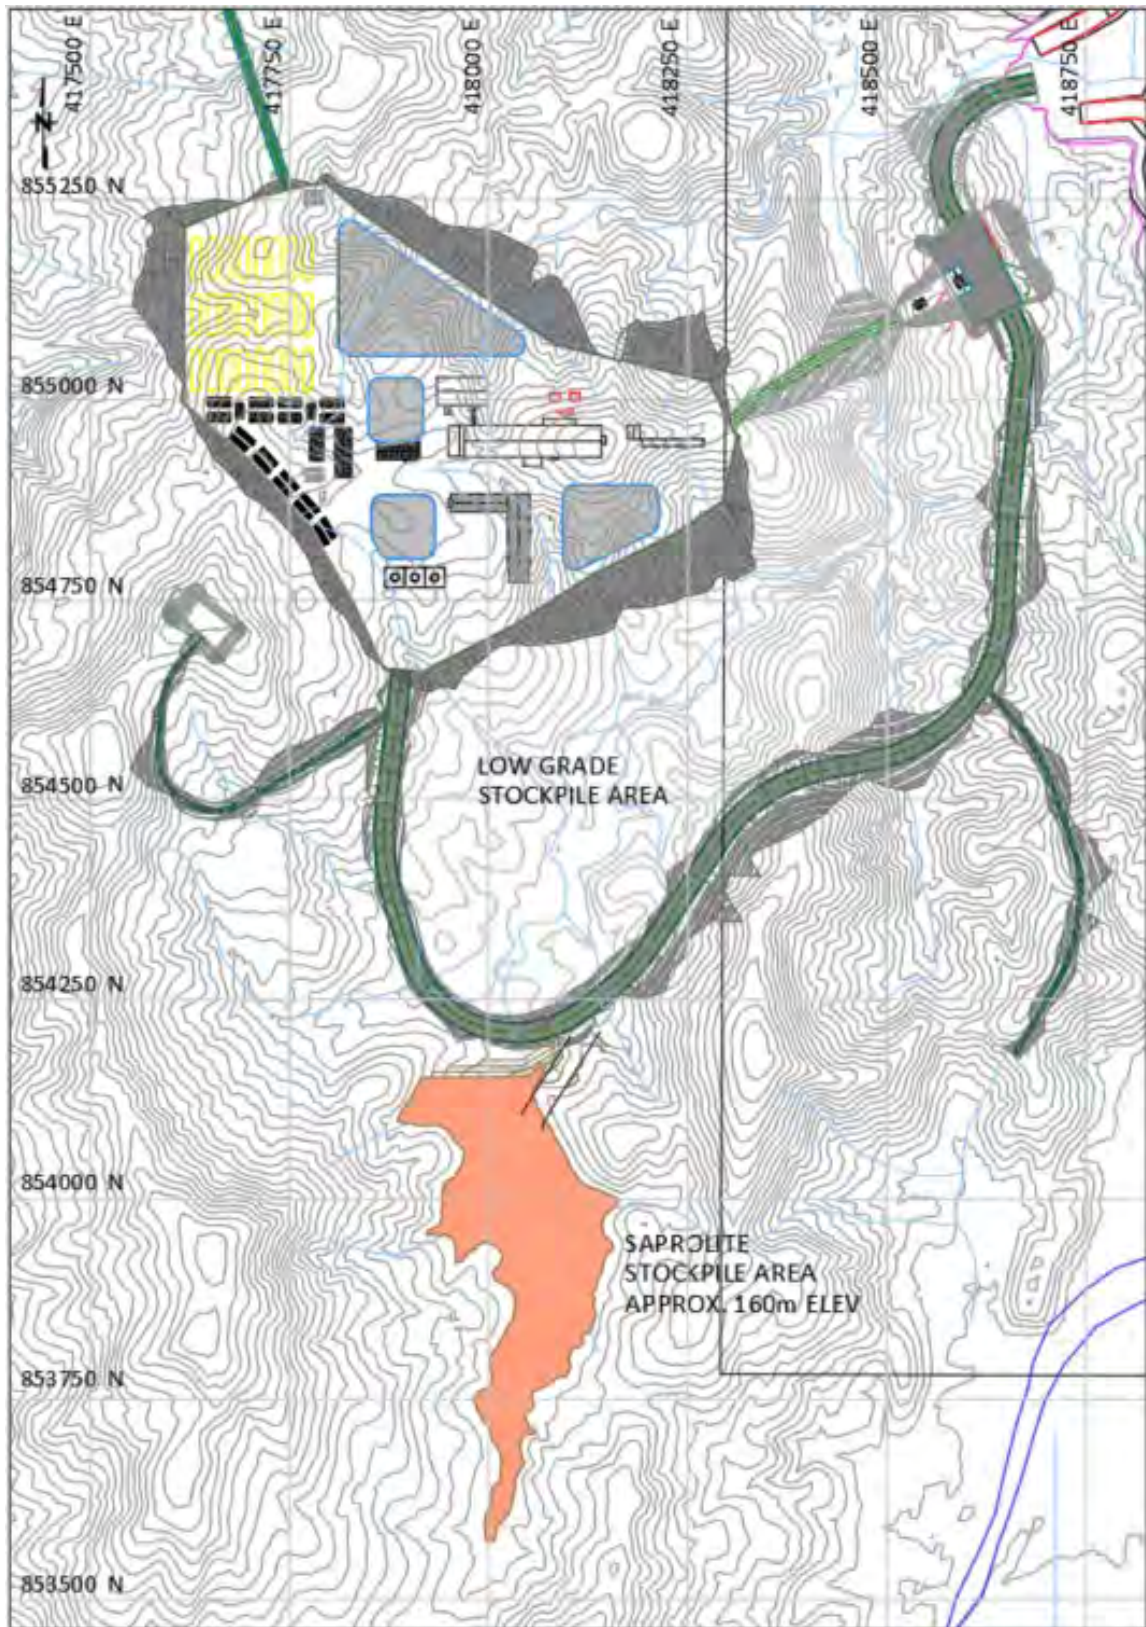 417500 E
417750 E
418000 E
418250 E
418500 E
418750 E
N
855250 N
855000 N
854750 N
LOW GRADE
STOCKPILE AREA
854500 N
854250 N
854000 N
SAPROLITE
STOCKPILE AREA
APPROX. 160m ELEV
853750 N
853500 N